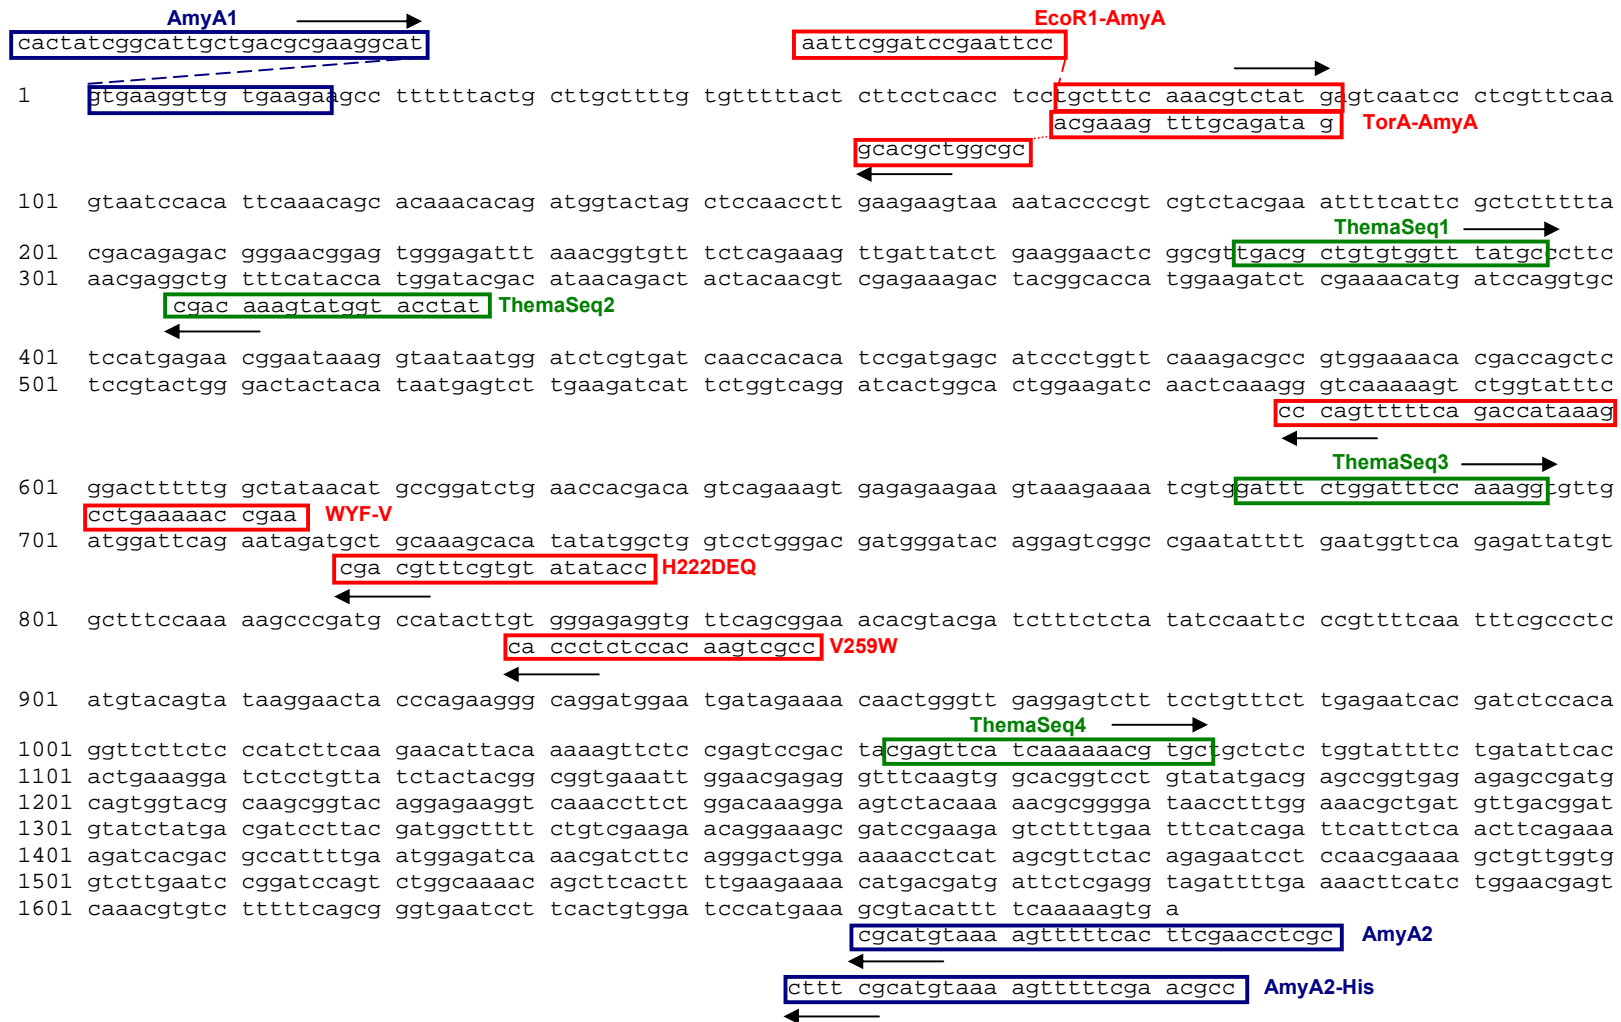 AmyA1 EcoR1-AmyA
cactatcggcattgctgacgcgaaggcat aattcggatccgaattcc
1 gtgaaggttg tgaagaagcc ttttttactg cttgcttttg tgtttttact cttcctcacc tcctgctttc aaacgtctat gagtcaatcc ctcgtttcaa
acgaaag tttgcagata g TorA-AmyA
gcacgctggcgc
101 gtaatccaca ttcaaacagc acaaacacag atggtactag ctccaacctt gaagaagtaa aataccccgt cgtctacgaa attttcattc gctcttttta
ThemaSeq1
201 cgacagagac gggaacggag tgggagattt aaacggtgtt tctcagaaag ttgattatct gaaggaactc ggcgttgacg ctgtgtggtt tatgcccttc
301 aacgaggctg tttcatacca tggatacgac ataacagact actacaacgt cgagaaagac tacggcacca tggaagatct cgaaaacatg atccaggtgc
cgac aaagtatggt acctat ThemaSeq2
401 tccatgagaa cggaataaag gtaataatgg atctcgtgat caaccacaca tccgatgagc atccctggtt caaagacgcc gtggaaaaca cgaccagctc
501 tccgtactgg gactactaca taatgagtct tgaagatcat tctggtcagg atcactggca ctggaagatc aactcaaagg gtcaaaaagt ctggtatttc
cc cagtttttca gaccataaag
ThemaSeq3
601 ggactttttg gctataacat gccggatctg aaccacgaca gtcagaaagt gagagaagaa gtaaagaaaa tcgtggattt ctggatttcc aaaggtgttg
cctgaaaaac cgaa WYF-V
701 atggattcag aatagatgct gcaaagcaca tatatggctg gtcctgggac gatgggatac aggagtcggc cgaatatttt gaatggttca gagattatgt
cga cgtttcgtgt atatacc H222DEQ
801 gctttccaaa aagcccgatg ccatacttgt gggagaggtg ttcagcggaa acacgtacga tctttctcta tatccaattc ccgttttcaa tttcgccctc
ca ccctctccac aagtcgcc V259W
901 atgtacagta taaggaacta cccagaaggg caggatggaa tgatagaaaa caactgggtt gaggagtctt tcctgtttct tgagaatcac gatctccaca
ThemaSeq4
1001 ggttcttctc ccatcttcaa gaacattaca aaaagttctc cgagtccgac tacgagttca tcaaaaaacg tgctgctctc tggtattttc tgatattcac
1101 actgaaagga tctcctgtta tctactacgg cggtgaaatt ggaacgagag gtttcaagtg gcacggtcct gtatatgacg agccggtgag agagccgatg
1201 cagtggtacg caagcggtac aggagaaggt caaaccttct ggacaaagga agtctacaaa aacgcgggga taacctttgg aaacgctgat gttgacggat
1301 gtatctatga cgatccttac gatggctttt ctgtcgaaga acaggaaagc gatccgaaga gtcttttgaa tttcatcaga ttcattctca acttcagaaa
1401 agatcacgac gccattttga atggagatca aacgatcttc agggactgga aaaacctcat agcgttctac agagaatcct ccaacgaaaa gctgttggtg
1501 gtcttgaatc cggatccagt ctggcaaaac agcttcactt ttgaagaaaa catgacgatg attctcgagg tagattttga aaacttcatc tggaacgagt
1601 caaacgtgtc tttttcagcg ggtgaatcct tcactgtgga tcccatgaaa gcgtacattt tcaaaaagtg a
cgcatgtaaa agtttttcac ttcgaacctcgc AmyA2
cttt cgcatgtaaa agtttttcga acgcc AmyA2-His